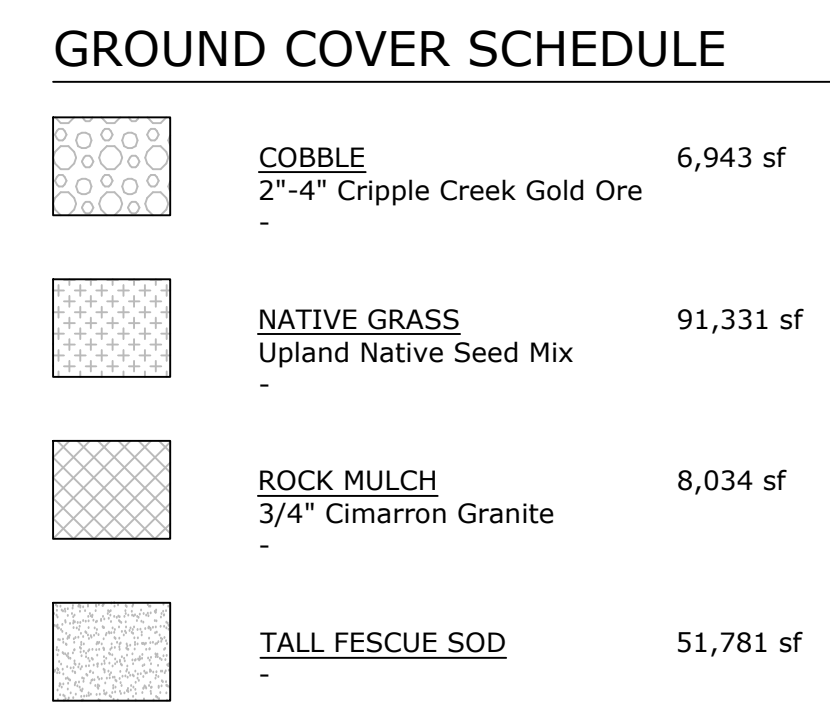 GROUND COVER SCHEDULE
COBBLE 6,943 sf
2"-4" Cripple Creek Gold Ore
-
NATIVE GRASS 91,331 sf
Upland Native Seed Mix
-
ROCK MULCH 8,034 sf
3/4" Cimarron Granite
-
TALL FESCUE SOD 51,781 sf
-